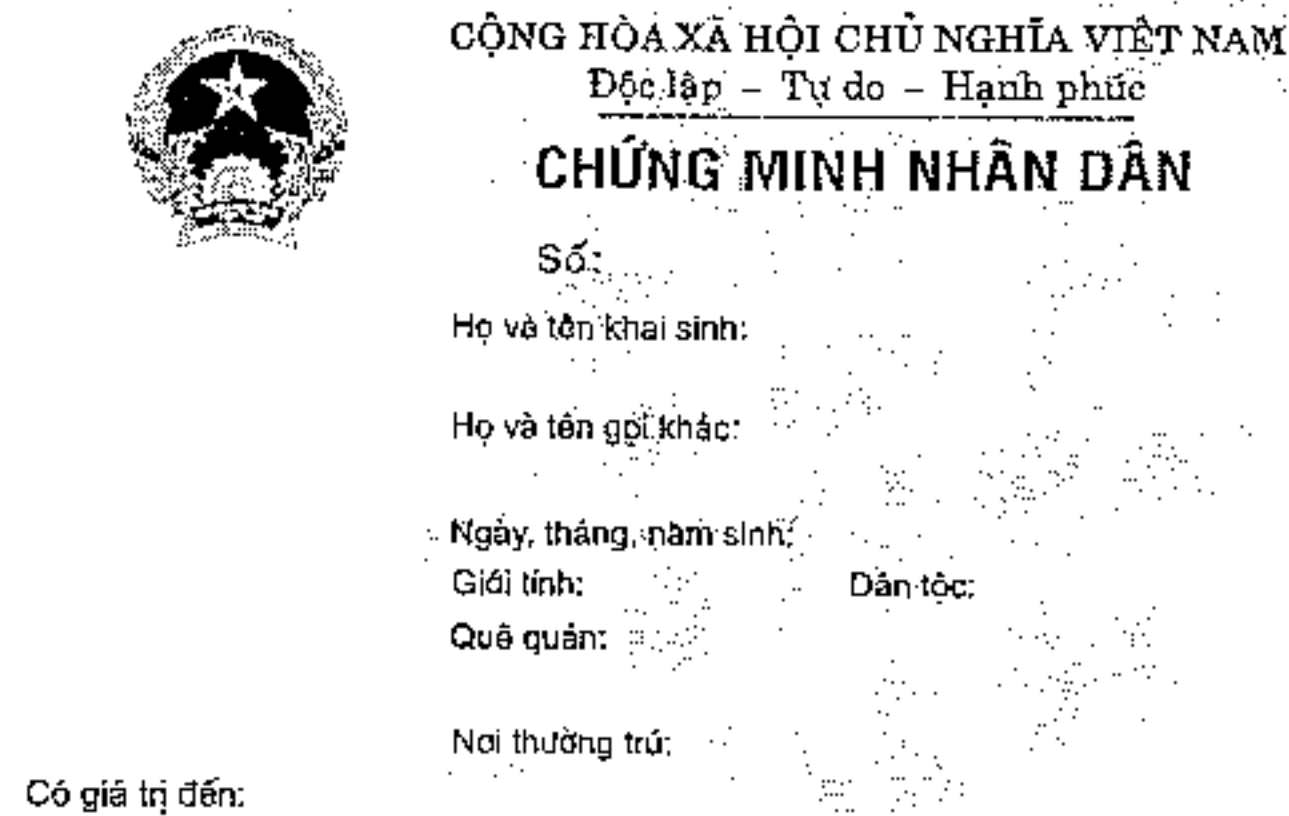 CỘNG HÒA XÃ HỘI CHỦ NGHĨA VIỆT NAM
Độc lập – Tự do – Hạnh phúc
CHỨNG MINH NHÂN DÂN
Số:
Họ và tên khai sinh:
Họ và tên gọi khác:
Ngày, tháng, năm sinh:
Giới tính: Dân tộc:
Quê quán:
Nơi thường trú:
Có giá trị đến: